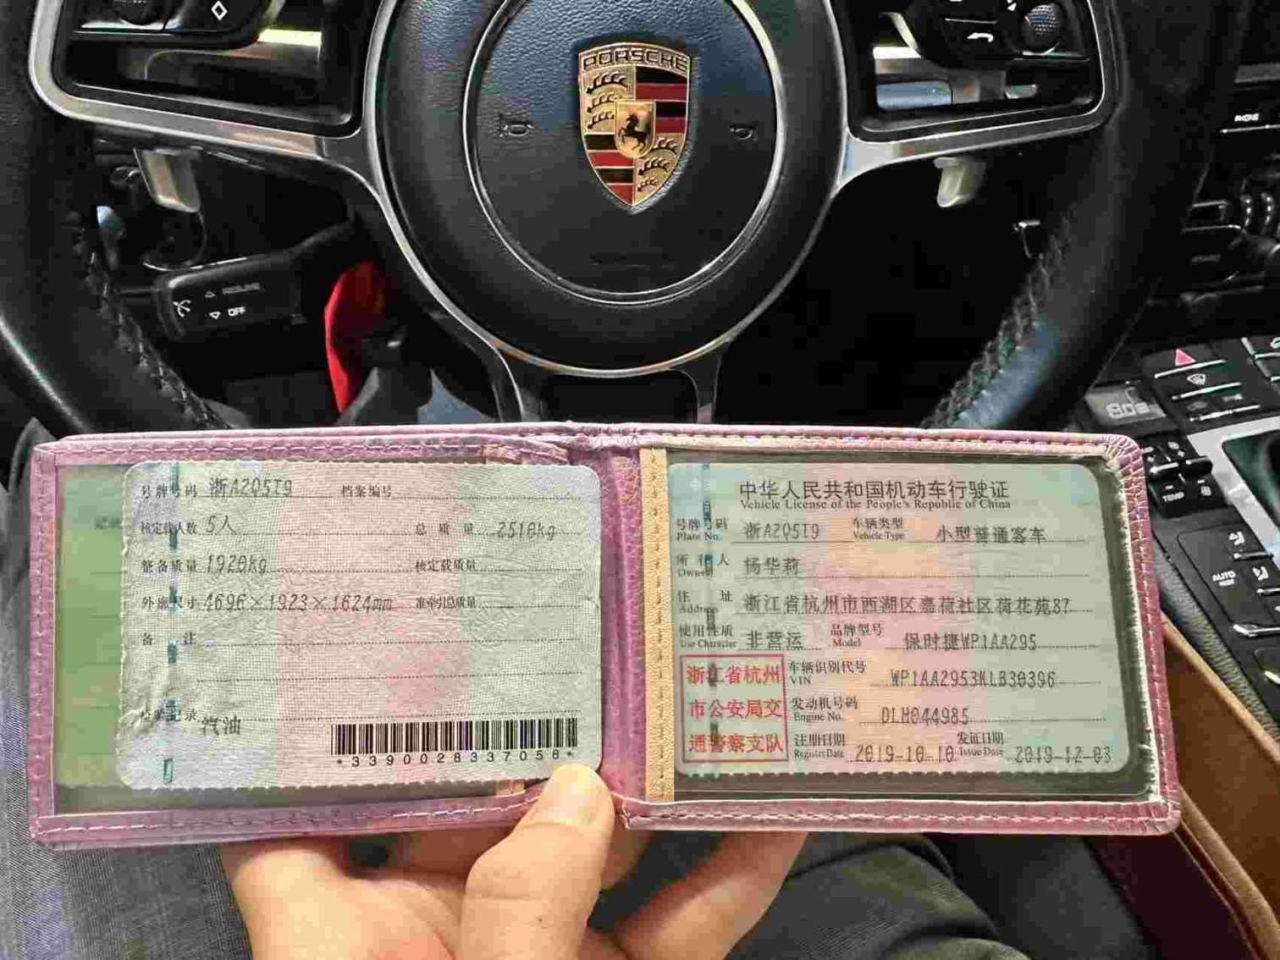 PORSCHE
RESUME
OFF
PHONE
TEMP
AUTO
号牌号码 浙A2Q5T9 档案编号
核定载人数 5人 总质量 2510kg
整备质量 1920kg 核定载质量
外廓尺寸 4696×1923×1624mm 准牵引总质量
备注
汽油
*3390028337058*
中华人民共和国机动车行驶证
Vehicle License of the People's Republic of China
号牌号码 浙A2Q5T9 车辆类型 小型普通客车
Plate No. Vehicle Type
所有人 杨华莉
Owner
住址 浙江省杭州市西湖区嘉荷社区荷花苑87
Address
使用性质 非营运 品牌型号 保时捷WP1AA295
Use Character Model
浙江省杭州
市公安局交
通警察支队
车辆识别代号 WP1AA2953KLB30396
VIN
发动机号码 DLH044985
Engine No.
注册日期 2019-10-10 发证日期 2019-12-03
Register Date Issue Date